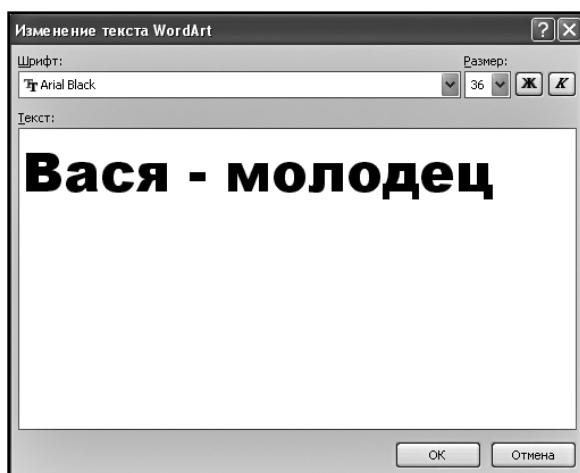 Изменение текста WordArt
Шрифт:
Размер:
Arial Black
36
Ж
К
Текст:
Вася - молодец
ОК
Отмена